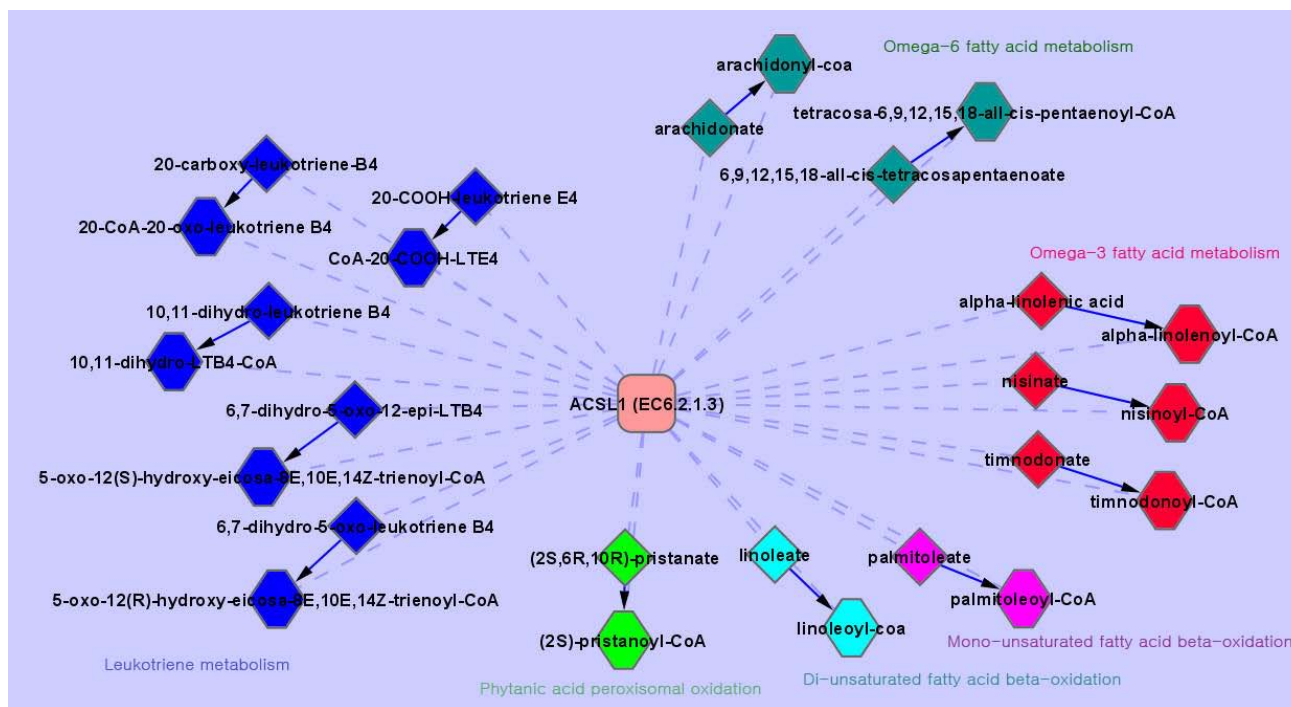 Omega-6 fatty acid metabolism
arachidonyl-coa
tetracosa-6,9,12,15,18-all-cis-pentaenoyl-CoA
arachidonate
20-carboxy-leukotriene-B4
6,9,12,15,18-all-cis-tetracosapentaenoate
20-COOH-leukotriene E4
20-CoA-20-oxo-leukotriene B4
Omega-3 fatty acid metabolism
CoA-20-COOH-LTE4
alpha-linolenic acid
10,11-dihydro-leukotriene B4
alpha-linolenoyl-CoA
10,11-dihydro-LTB4-CoA
nisinate
ACSL1 (EC6.2.1.3)
6,7-dihydro-5-oxo-12-epi-LTB4
nisinoyl-CoA
timnodonate
5-oxo-12(S)-hydroxy-eicosa-8E,10E,14Z-trienoyl-CoA
timnodonoyl-CoA
6,7-dihydro-5-oxo-leukotriene B4
(2S,6R,10R)-pristanate
linoleate
palmitoleate
5-oxo-12(R)-hydroxy-eicosa-8E,10E,14Z-trienoyl-CoA
palmitoleoyl-CoA
linoleoyl-coa
(2S)-pristanoyl-CoA
Mono-unsaturated fatty acid beta-oxidation
Leukotriene metabolism
Di-unsaturated fatty acid beta-oxidation
Phytanic acid peroxisomal oxidation